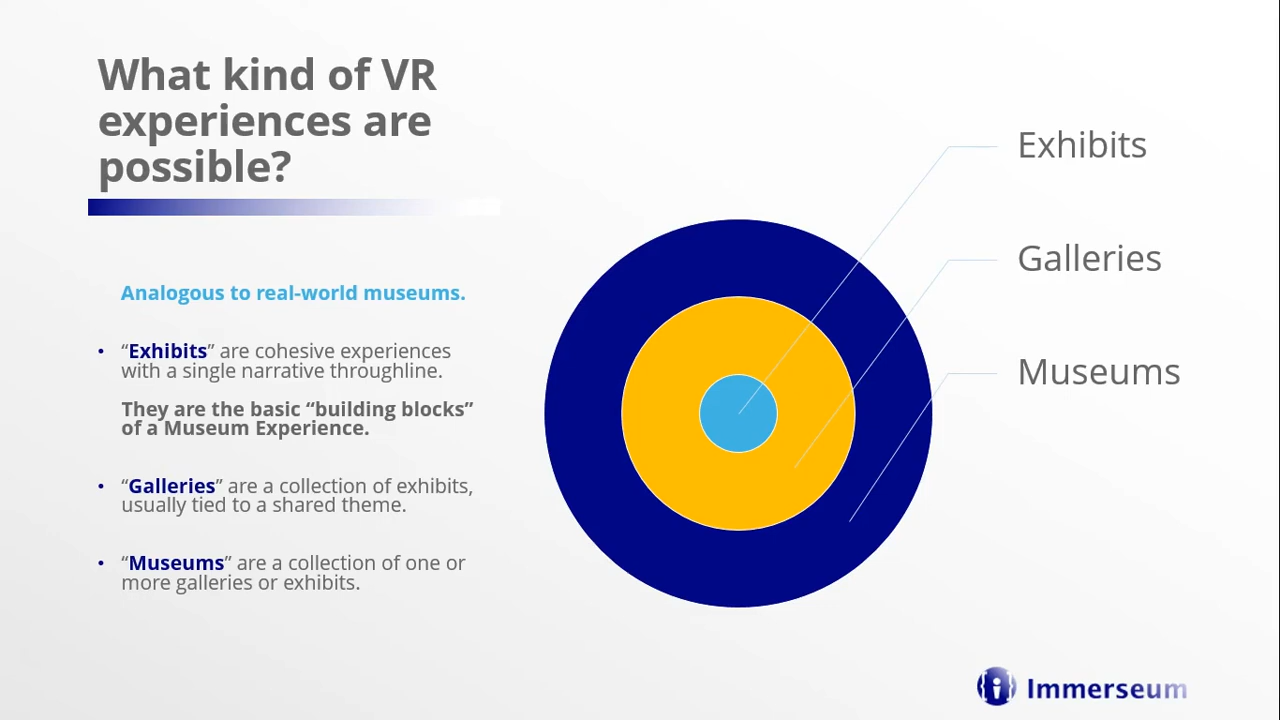 What kind of VR
experiences are
possible?
Analogous to real-world museums.
• “Exhibits” are cohesive experiences
with a single narrative throughline.
They are the basic “building blocks”
of a Museum Experience.
• “Galleries” are a collection of exhibits,
usually tied to a shared theme.
• “Museums” are a collection of one or
more galleries or exhibits.
Exhibits
Galleries
Museums
Immerseum